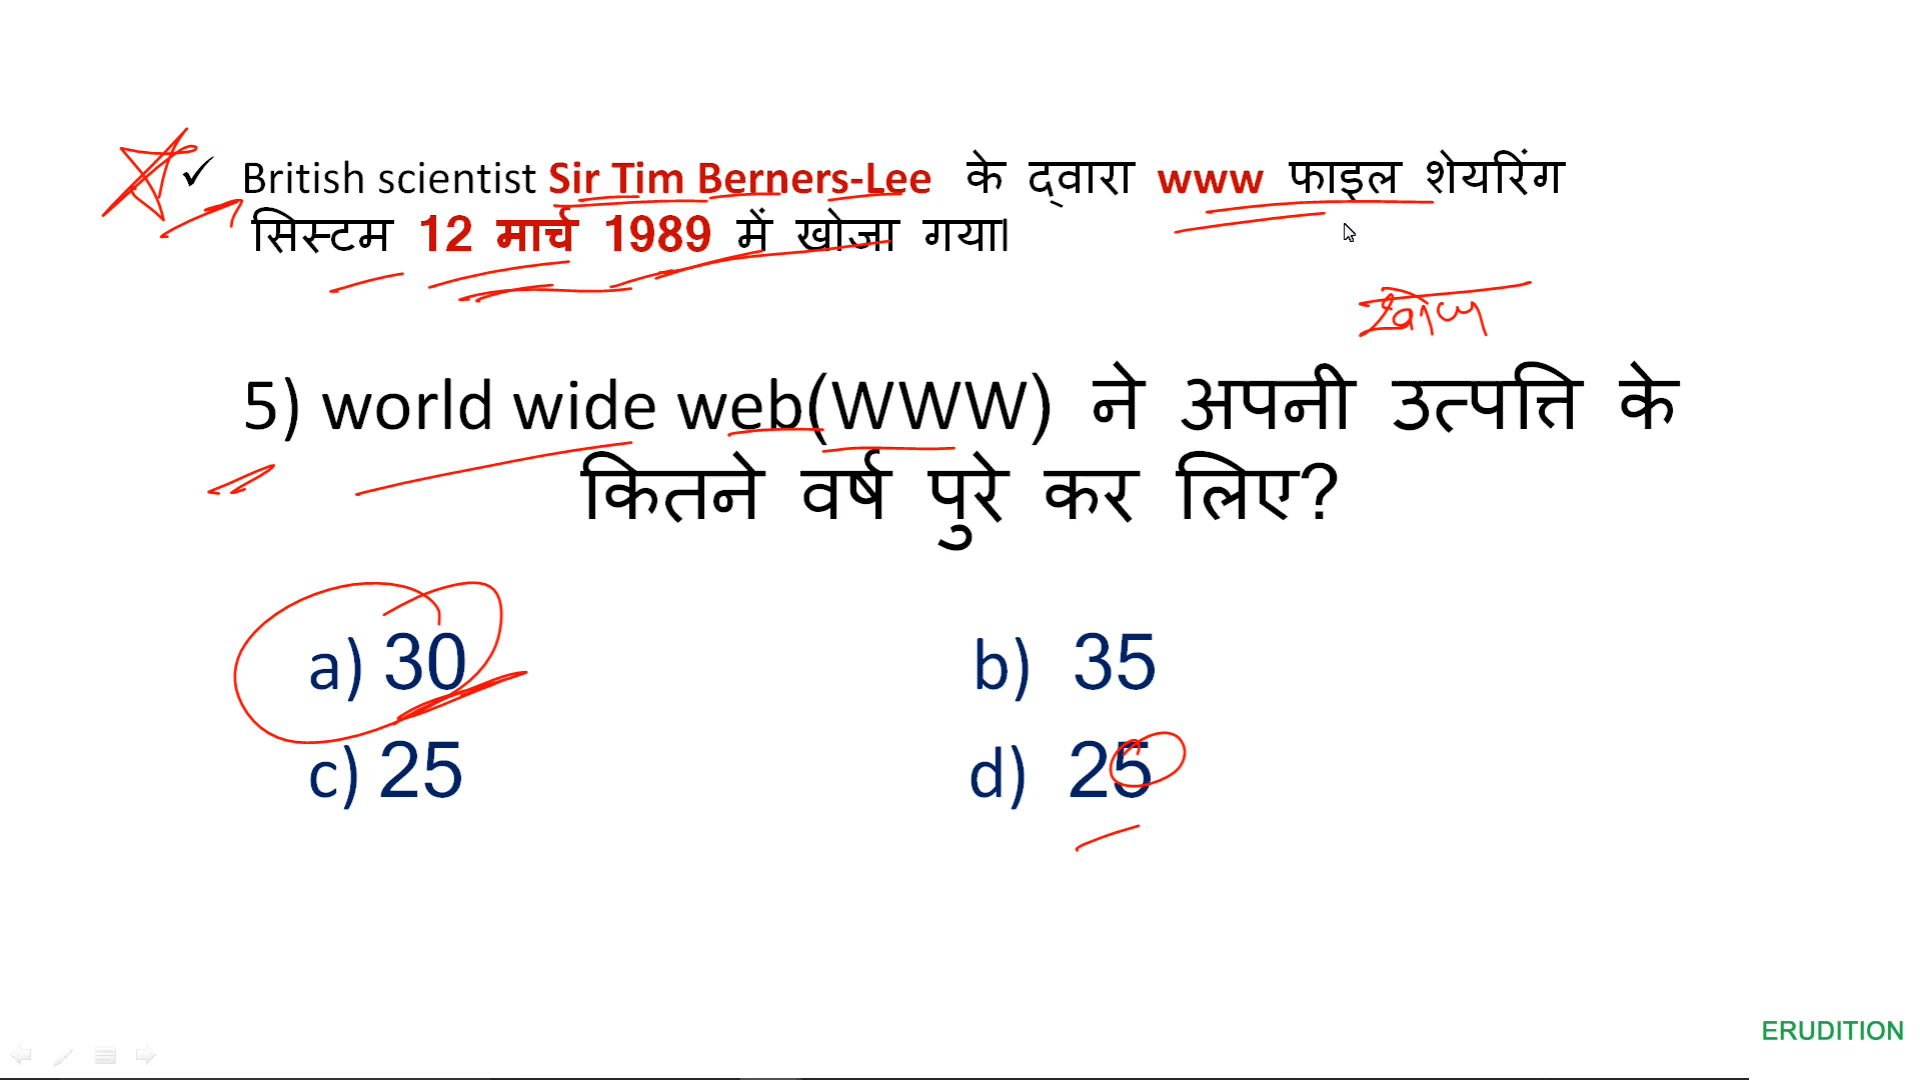 ✓ British scientist Sir Tim Berners-Lee के द्वारा www फाइल शेयरिंग
सिस्टम 12 मार्च 1989 में खोजा गया।
5) world wide web(WWW) ने अपनी उत्पत्ति के
कितने वर्ष पुरे कर लिए?
a) 30 b) 35
c) 25 d) 25
ERUDITION